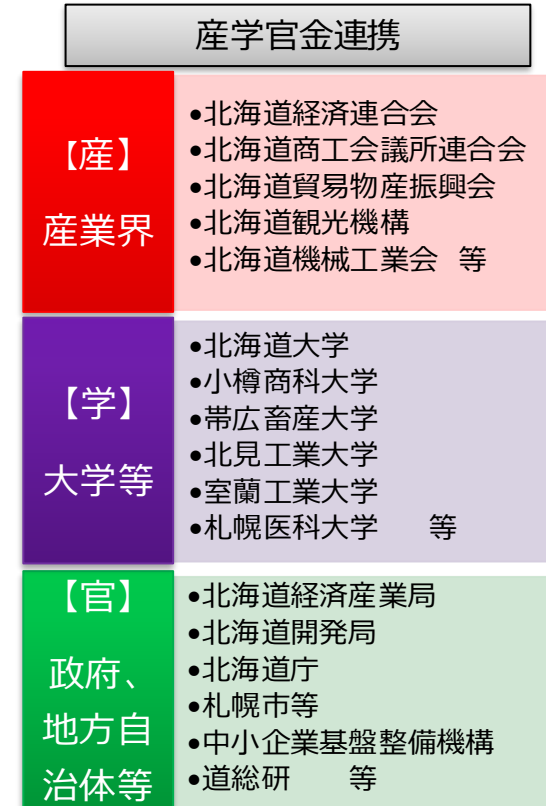 産学官金連携
【産】
産業界
•北海道経済連合会
•北海道商工会議所連合会
•北海道貿易物産振興会
•北海道観光機構
•北海道機械工業会 等
【学】
大学等
•北海道大学
•小樽商科大学
•帯広畜産大学
•北見工業大学
•室蘭工業大学
•札幌医科大学 等
【官】
政府、
地方自
治体等
•北海道経済産業局
•北海道開発局
•北海道庁
•札幌市等
•中小企業基盤整備機構
•道総研 等